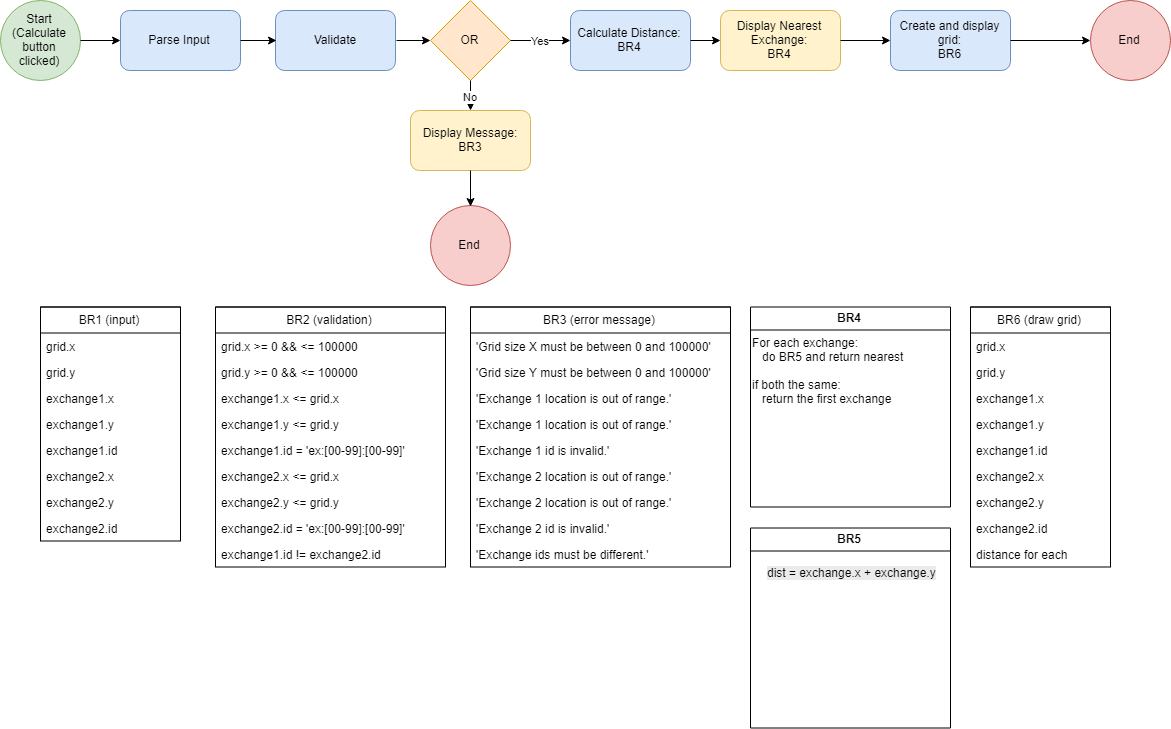 Start
(Calculate
button
clicked)
Parse Input
Validate
OR
Yes
Calculate Distance:
BR4
Display Nearest
Exchange:
BR4
Create and display
grid:
BR6
End
No
Display Message:
BR3
End
BR1 (input)
grid.x
grid.y
exchange1.x
exchange1.y
exchange1.id
exchange2.x
exchange2.y
exchange2.id
BR2 (validation)
grid.x >= 0 && <= 100000
grid.y >= 0 && <= 100000
exchange1.x <= grid.x
exchange1.y <= grid.y
exchange1.id = 'ex:[00-99]:[00-99]'
exchange2.x <= grid.x
exchange2.y <= grid.y
exchange2.id = 'ex:[00-99]:[00-99]'
exchange1.id != exchange2.id
BR3 (error message)
'Grid size X must be between 0 and 100000'
'Grid size Y must be between 0 and 100000'
'Exchange 1 location is out of range.'
'Exchange 1 location is out of range.'
'Exchange 1 id is invalid.'
'Exchange 2 location is out of range.'
'Exchange 2 location is out of range.'
'Exchange 2 id is invalid.'
'Exchange ids must be different.'
BR4
For each exchange:
do BR5 and return nearest
if both the same:
return the first exchange
BR5
dist = exchange.x + exchange.y
BR6 (draw grid)
grid.x
grid.y
exchange1.x
exchange1.y
exchange1.id
exchange2.x
exchange2.y
exchange2.id
distance for each